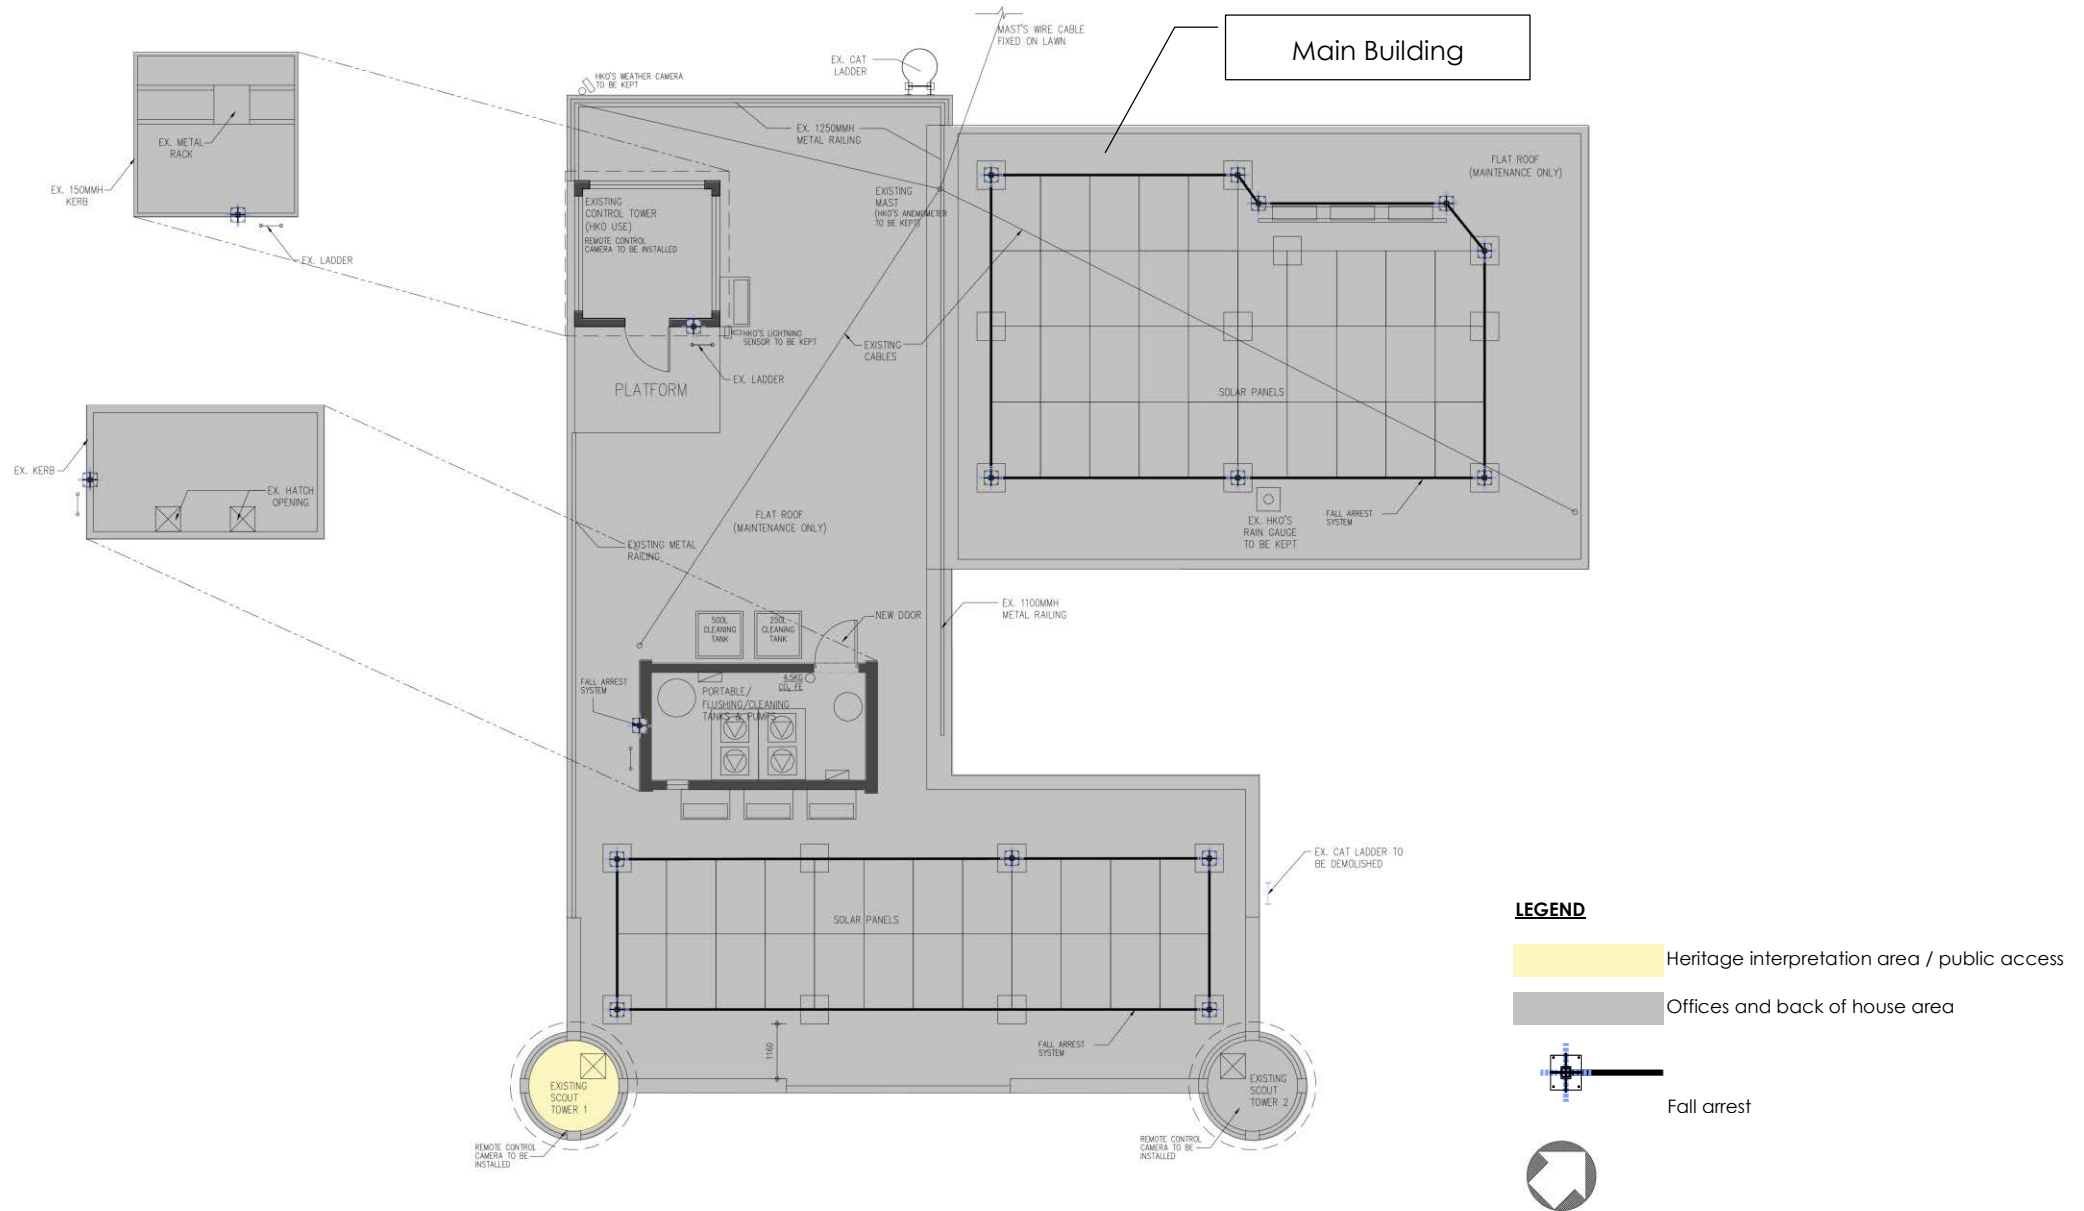 MAST'S WIRE CABLE
FIXED ON LAWN
Main Building
EX. CAT
LADDER
HKO'S WEATHER CAMERA
TO BE KEPT
EX. 1250MMH
METAL RAILING
EX. METAL
RACK
EX. 150MMH
KERB
EX. LADDER
EXISTING
CONTROL TOWER
(HKO USE)
REMOTE CONTROL
CAMERA TO BE INSTALLED
EXISTING
MAST
(HKO'S ANEMOMETER
TO BE KEPT)
FLAT ROOF
(MAINTENANCE ONLY)
HKO'S LIGHTNING
SENSOR TO BE KEPT
EXISTING
CABLES
EX. LADDER
PLATFORM
SOLAR PANELS
EX. KERB
EX. HATCH
OPENING
FLAT ROOF
(MAINTENANCE ONLY)
EX. HKO'S
RAIN GAUGE
TO BE KEPT
FALL ARREST
SYSTEM
EXISTING METAL
RAILING
EX. 1100MMH
METAL RAILING
500L
CLEANING
TANK
250L
CLEANING
TANK
NEW DOOR
FALL ARREST
SYSTEM
4.5KG
CO2 FE
PORTABLE/
FLUSHING/CLEANING
TANKS & PUMPS
EX. CAT LADDER TO
BE DEMOLISHED
SOLAR PANELS
1160
FALL ARREST
SYSTEM
EXISTING
SCOUT
TOWER 1
EXISTING
SCOUT
TOWER 2
REMOTE CONTROL
CAMERA TO BE
INSTALLED
REMOTE CONTROL
CAMERA TO BE
INSTALLED
LEGEND
Heritage interpretation area / public access
Offices and back of house area
Fall arrest